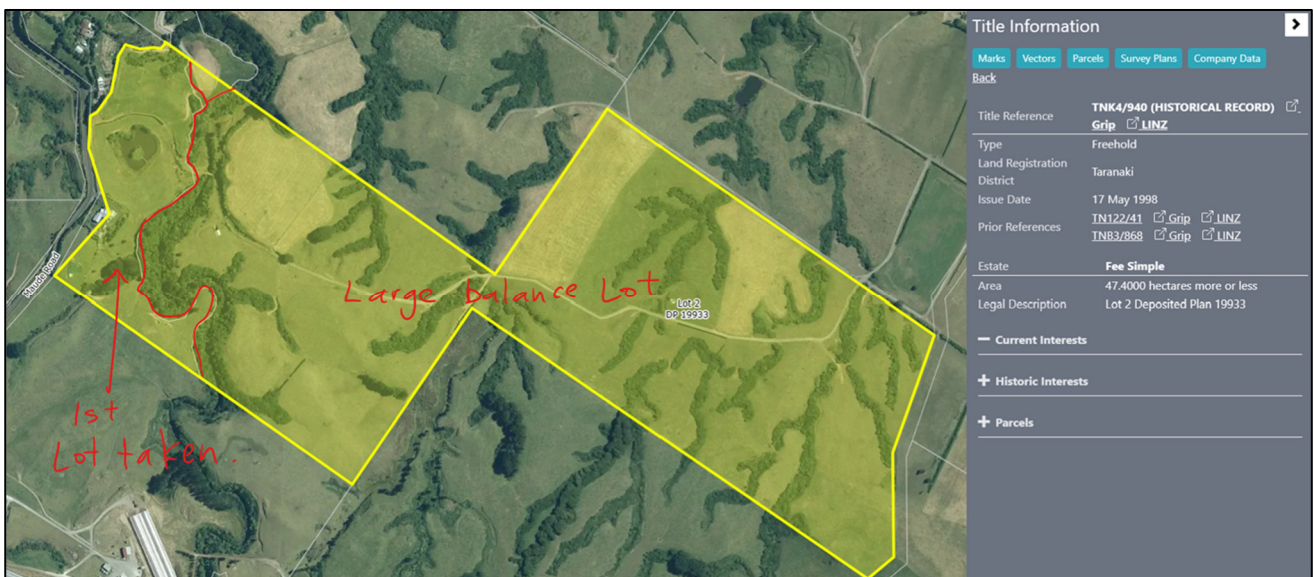 Maude Road
Large balance Lot
Lot 2
DP 19933
1st
Lot taken.
Title Information
Marks Vectors Parcels Survey Plans Company Data
Back
Title Reference TNK4/940 (HISTORICAL RECORD)
Grip LINZ
Type Freehold
Land Registration District Taranaki
Issue Date 17 May 1998
Prior References TN122/41 Grip LINZ
TNB3/868 Grip LINZ
Estate Fee Simple
Area 47.4000 hectares more or less
Legal Description Lot 2 Deposited Plan 19933
Current Interests
Historic Interests
Parcels